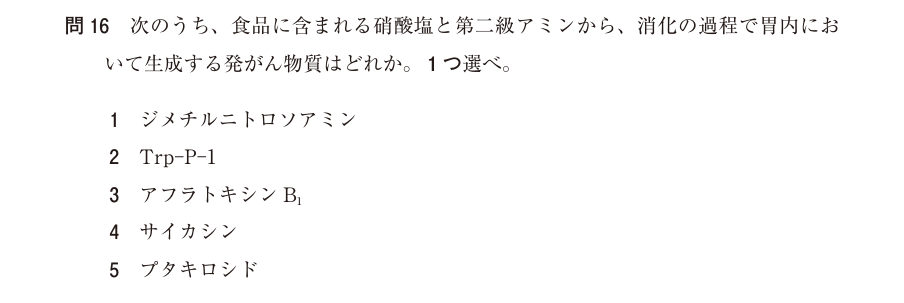 問 16　次のうち、食品に含まれる硝酸塩と第二級アミンから、消化の過程で胃内にお
いて生成する発がん物質はどれか。1つ選べ。
1　ジメチルニトロソアミン
2　Trp-P-1
3　アフラトキシン B₁
4　サイカシン
5　プタキロシド